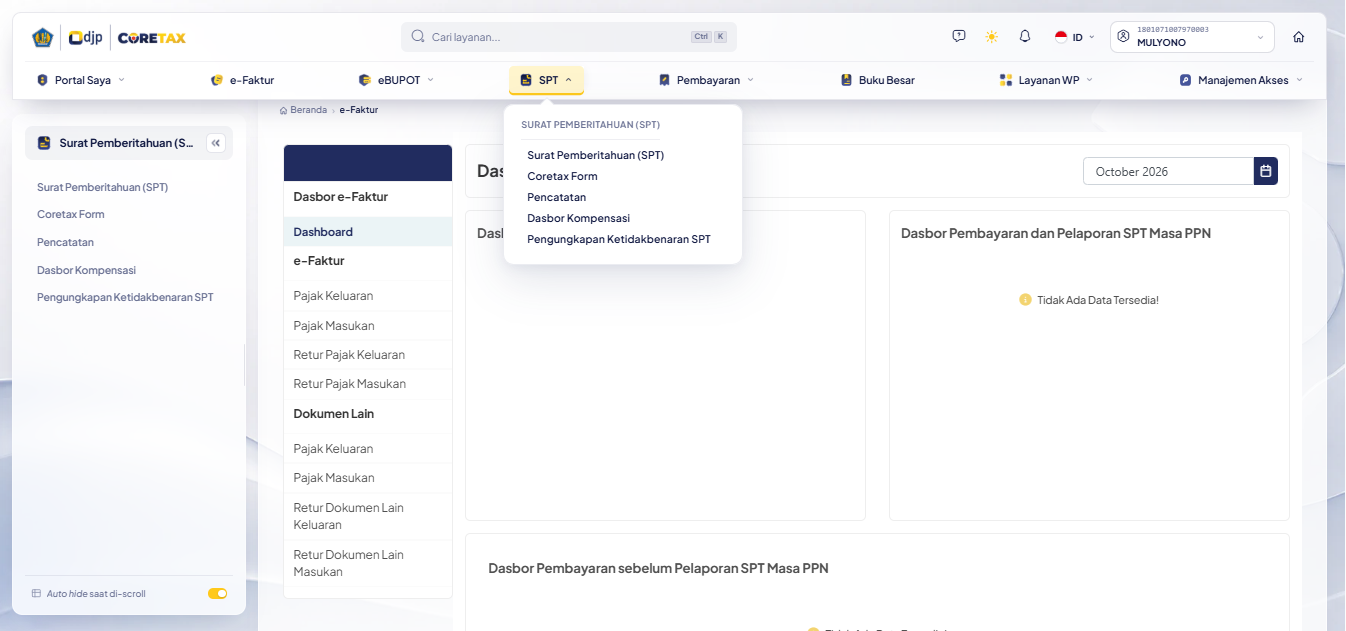 djp
CORETAX
Cari layanan...
Ctrl K
ID
1801071007970003
MULYONO
Portal Saya
e-Faktur
eBUPOT
SPT
Pembayaran
Buku Besar
Layanan WP
Manajemen Akses
Beranda › e-Faktur
Surat Pemberitahuan (S...
Surat Pemberitahuan (SPT)
Coretax Form
Pencatatan
Dasbor Kompensasi
Pengungkapan Ketidakbenaran SPT
Auto hide saat di-scroll
SURAT PEMBERITAHUAN (SPT)
Surat Pemberitahuan (SPT)
Coretax Form
Pencatatan
Dasbor Kompensasi
Pengungkapan Ketidakbenaran SPT
Dasbor e-Faktur
Dashboard
e-Faktur
Pajak Keluaran
Pajak Masukan
Retur Pajak Keluaran
Retur Pajak Masukan
Dokumen Lain
Pajak Keluaran
Pajak Masukan
Retur Dokumen Lain
Keluaran
Retur Dokumen Lain
Masukan
October 2026
Dasbor Pembayaran dan Pelaporan SPT Masa PPN
Tidak Ada Data Tersedia!
Dasbor Pembayaran sebelum Pelaporan SPT Masa PPN